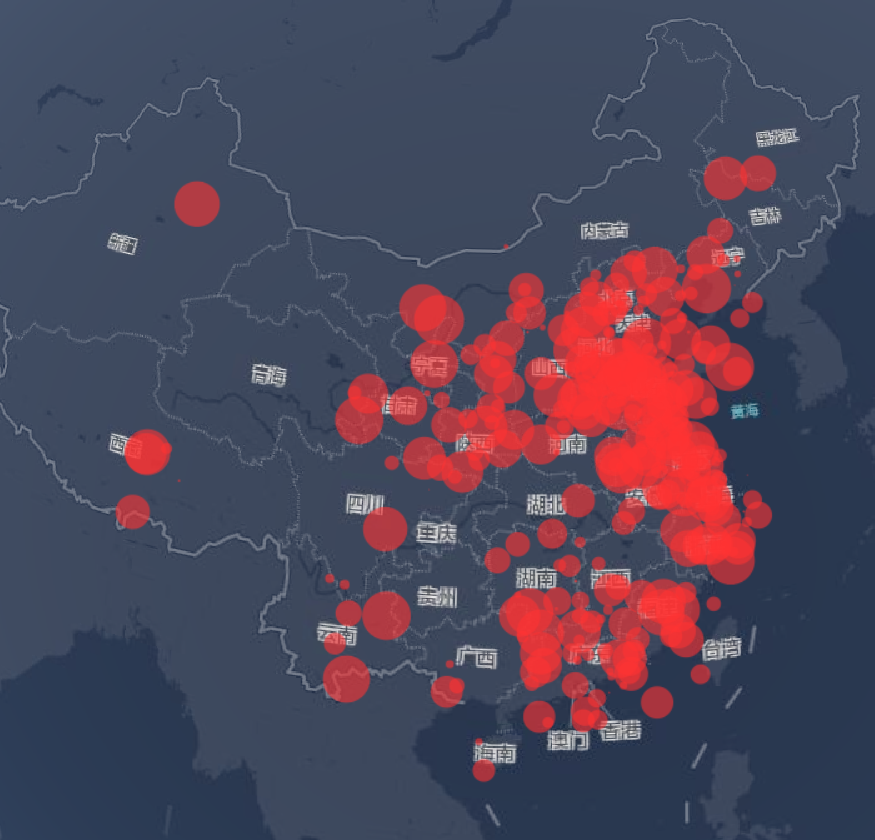 黑龙江
吉林
内蒙古
新疆
辽宁
北京
天津
河北
宁夏
山西
青海
甘肃
黄海
陕西
河南
西
四川
湖北
安
重庆
湖南
江西
贵州
云南
广西
广东
台湾
香港
澳门
海南